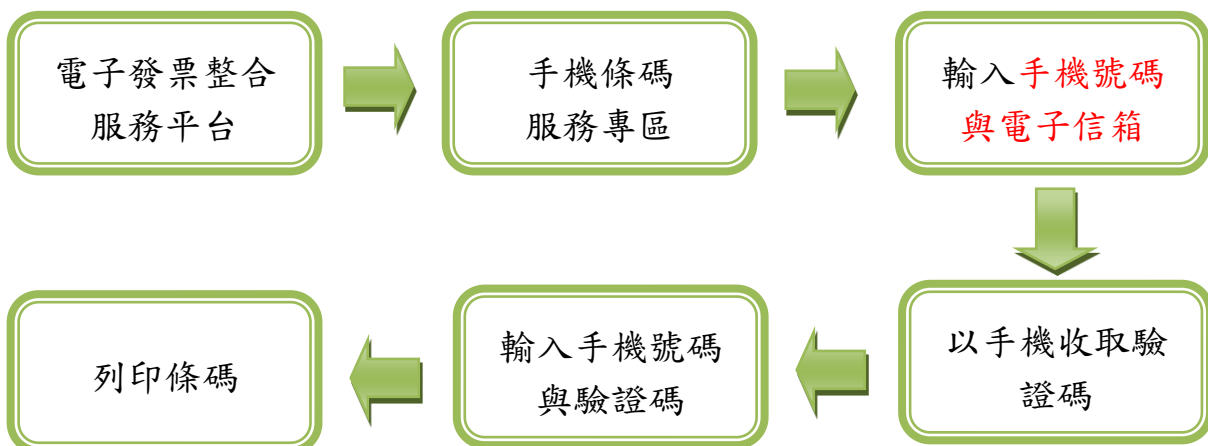 電子發票整合
服務平台
手機條碼
服務專區
輸入手機號碼
與電子信箱
以手機收取驗
證碼
輸入手機號碼
與驗證碼
列印條碼